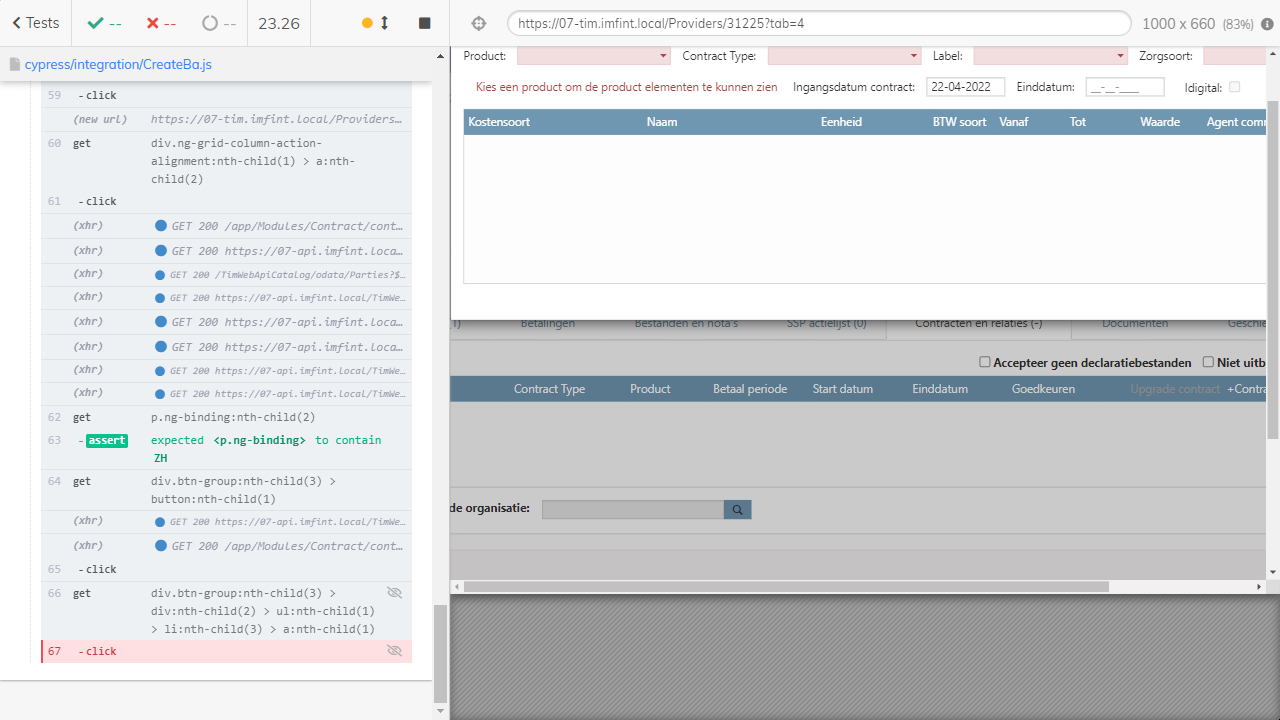 Tests
--
--
--
23.26
https://07-tim.imfint.local/Providers/31225?tab=4
1000 x 660 (83%)
cypress/integration/CreateBa.js
59 - click
(new url) https://07-tim.imfint.local/Providers...
60 get div.ng-grid-column-action-
alignment:nth-child(1) > a:nth-
child(2)
61 - click
(xhr) GET 200 /app/Modules/Contract/cont...
(xhr) GET 200 https://07-api.imfint.loca...
(xhr) GET 200 /TimWebApiCatalog/odata/Parties?$...
(xhr) GET 200 https://07-api.imfint.local/TimWe...
(xhr) GET 200 https://07-api.imfint.loca...
(xhr) GET 200 https://07-api.imfint.loca...
(xhr) GET 200 https://07-api.imfint.local/TimWe...
(xhr) GET 200 https://07-api.imfint.local/TimWe...
62 get p.ng-binding:nth-child(2)
63 - assert expected <p.ng-binding> to contain
ZH
64 get div.btn-group:nth-child(3) >
button:nth-child(1)
(xhr) GET 200 https://07-api.imfint.local/TimWe...
(xhr) GET 200 /app/Modules/Contract/cont...
65 - click
66 get div.btn-group:nth-child(3) >
div:nth-child(2) > ul:nth-child(1)
> li:nth-child(3) > a:nth-child(1)
67 - click
Product: Contract Type: Label: Zorgsoort:
Kies een product om de product elementen te kunnen zien Ingangsdatum contract: 22-04-2022 Einddatum: __-__-____ Idigital:
Kostensoort Naam Eenheid BTW soort Vanaf Tot Waarde Agent comm
(1) Betalingen Bestanden en nota's SSP actielijst (0) Contracten en relaties (-) Documenten Geschie
Accepteer geen declaratiebestanden Niet uitb
Contract Type Product Betaal periode Start datum Einddatum Goedkeuren Upgrade contract +Contra
de organisatie: